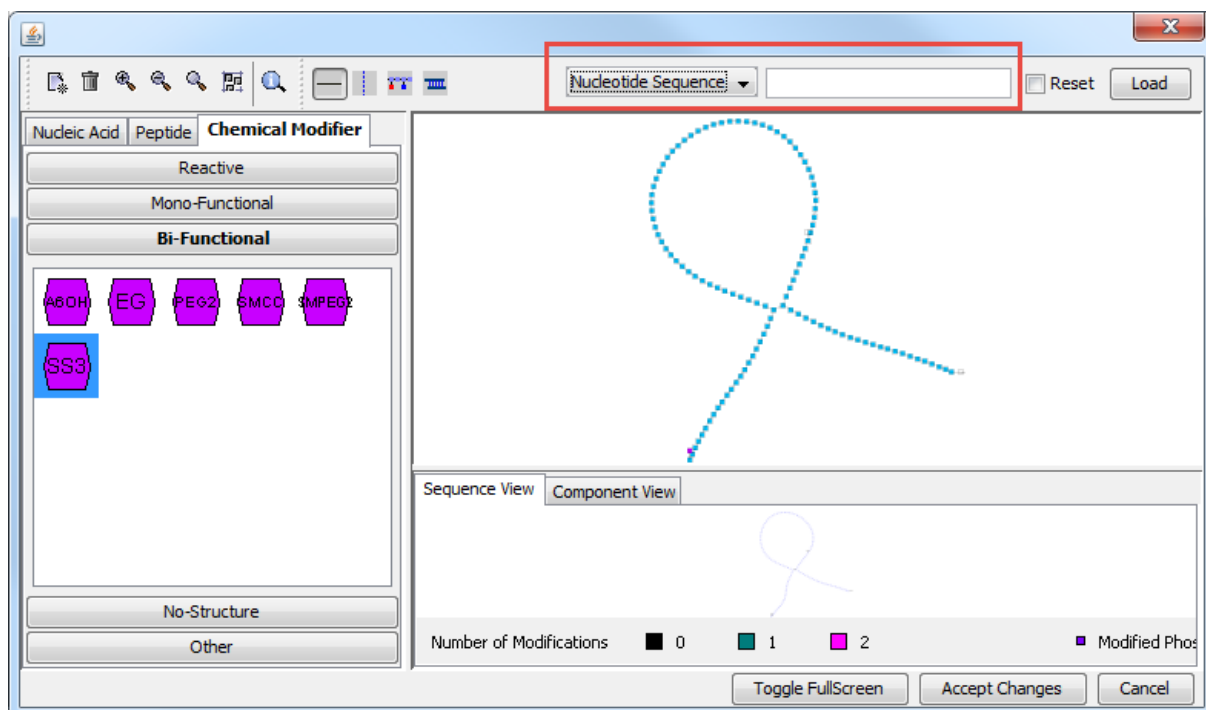 Nucleotide Sequence Reset Load
Nucleic Acid Peptide Chemical Modifier
Reactive
Mono-Functional
Bi-Functional
A6OH EG PEG2 SMCC SMPEG2
SS3
Sequence View Component View
No-Structure
Other
Number of Modifications 0 1 2 Modified Phos
Toggle FullScreen Accept Changes Cancel